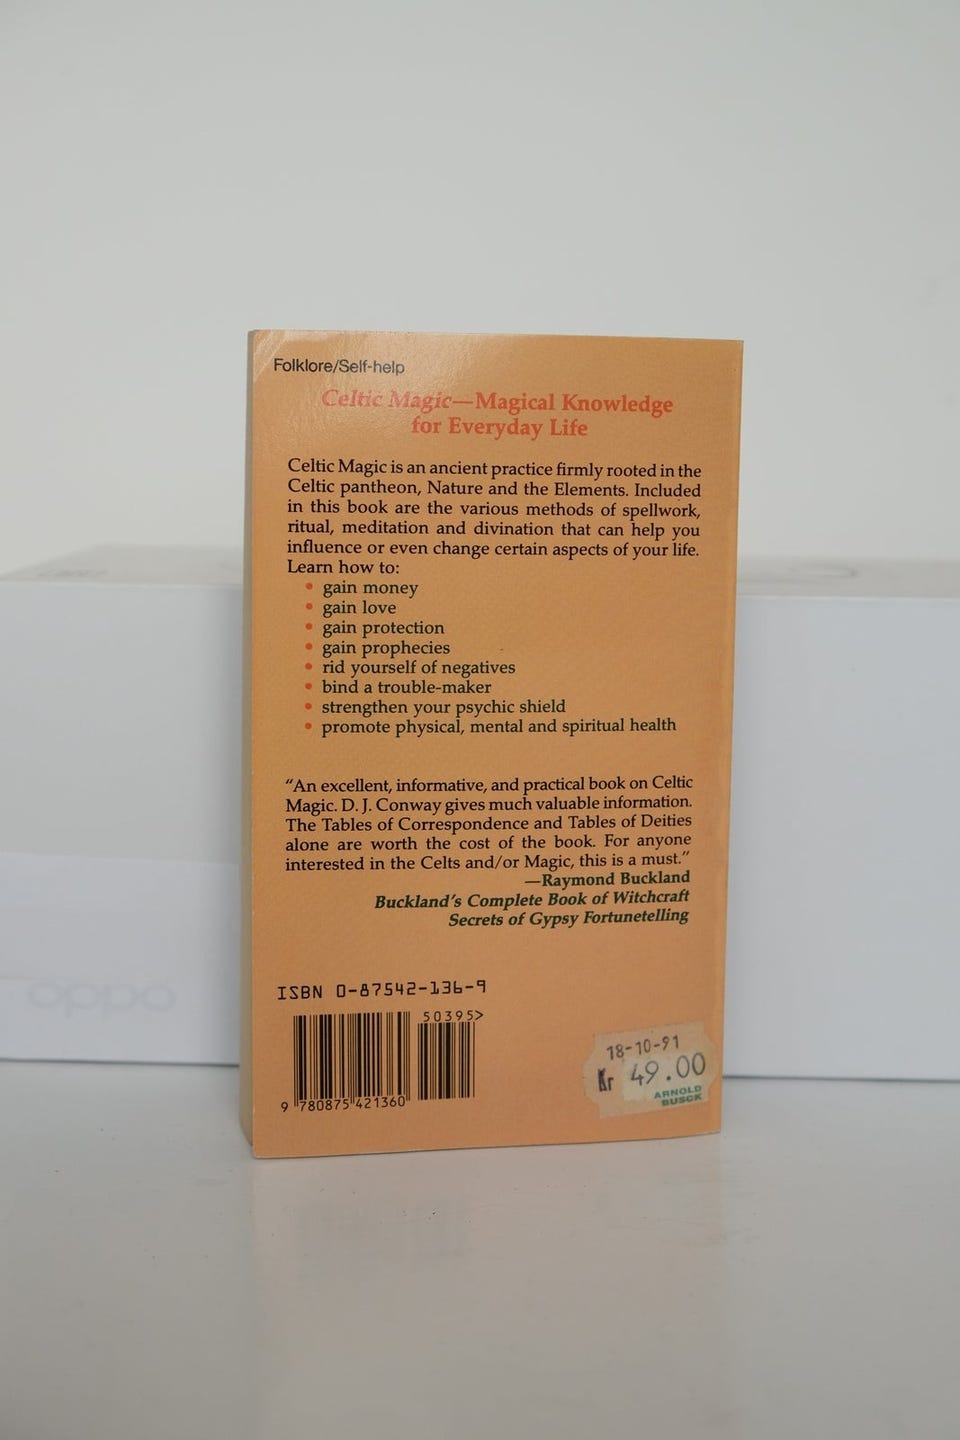 Folklore/Self-help
Celtic Magic—Magical Knowledge
for Everyday Life
Celtic Magic is an ancient practice firmly rooted in the
Celtic pantheon, Nature and the Elements. Included
in this book are the various methods of spellwork,
ritual, meditation and divination that can help you
influence or even change certain aspects of your life.
Learn how to:
• gain money
• gain love
• gain protection
• gain prophecies
• rid yourself of negatives
• bind a trouble-maker
• strengthen your psychic shield
• promote physical, mental and spiritual health
“An excellent, informative, and practical book on Celtic
Magic. D. J. Conway gives much valuable information.
The Tables of Correspondence and Tables of Deities
alone are worth the cost of the book. For anyone
interested in the Celts and/or Magic, this is a must.”
—Raymond Buckland
Buckland's Complete Book of Witchcraft
Secrets of Gypsy Fortunetelling
oppo
ISBN 0-87542-136-9
50395>
9 780875 421360
18-10-91
Kr 49.00
ARNOLD
BUSCK